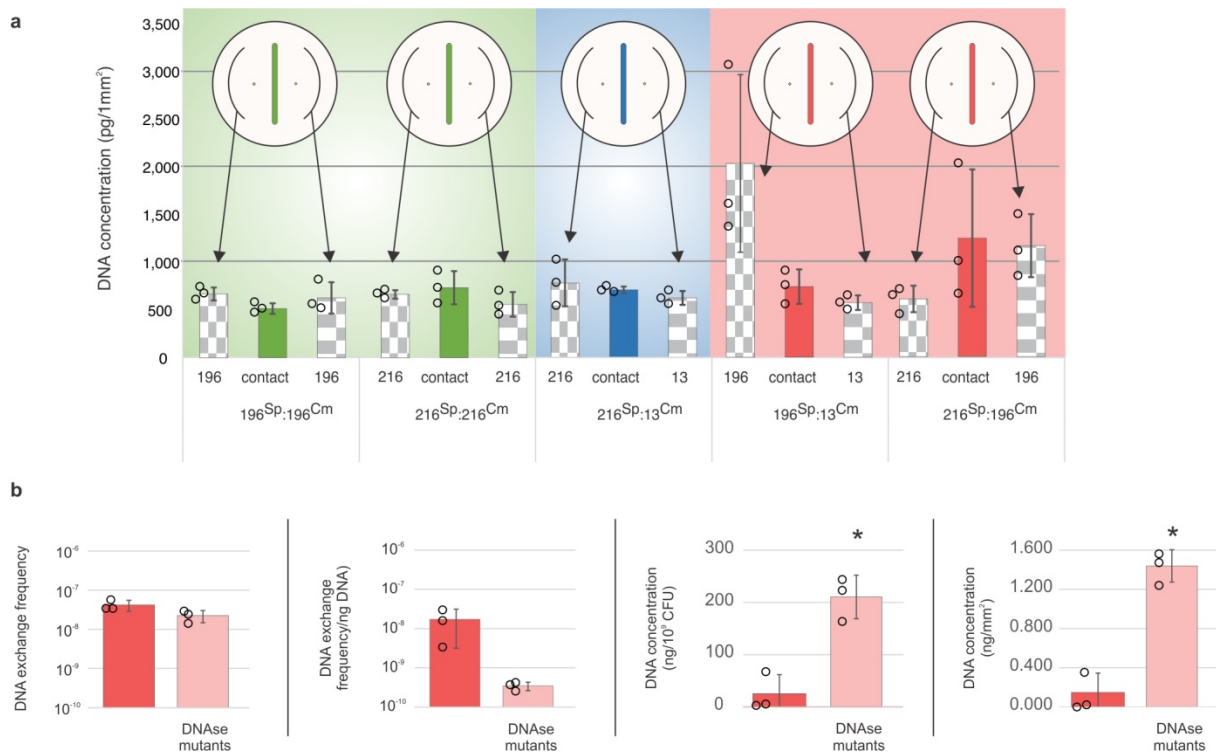 a
DNA concentration (pg/1mm²)
3,500
3,000
2,500
2,000
1,500
1,000
500
0
196 contact 196 216 contact 216 216 contact 13 196 contact 13 216 contact 196
196Sp:196Cm 216Sp:216Cm 216Sp:13Cm 196Sp:13Cm 216Sp:196Cm
b
DNA exchange frequency
10⁻⁶
10⁻⁷
10⁻⁸
10⁻⁹
10⁻¹⁰
DNAse
mutants
DNA exchange
frequency/ng DNA)
10⁻⁶
10⁻⁷
10⁻⁸
10⁻⁹
10⁻¹⁰
DNAse
mutants
DNA concentration
(ng/10⁹ CFU)
300
200
100
0
*
DNAse
mutants
DNA concentration
(ng/mm²)
1.600
1.200
0.800
0.400
0.000
*
DNAse
mutants